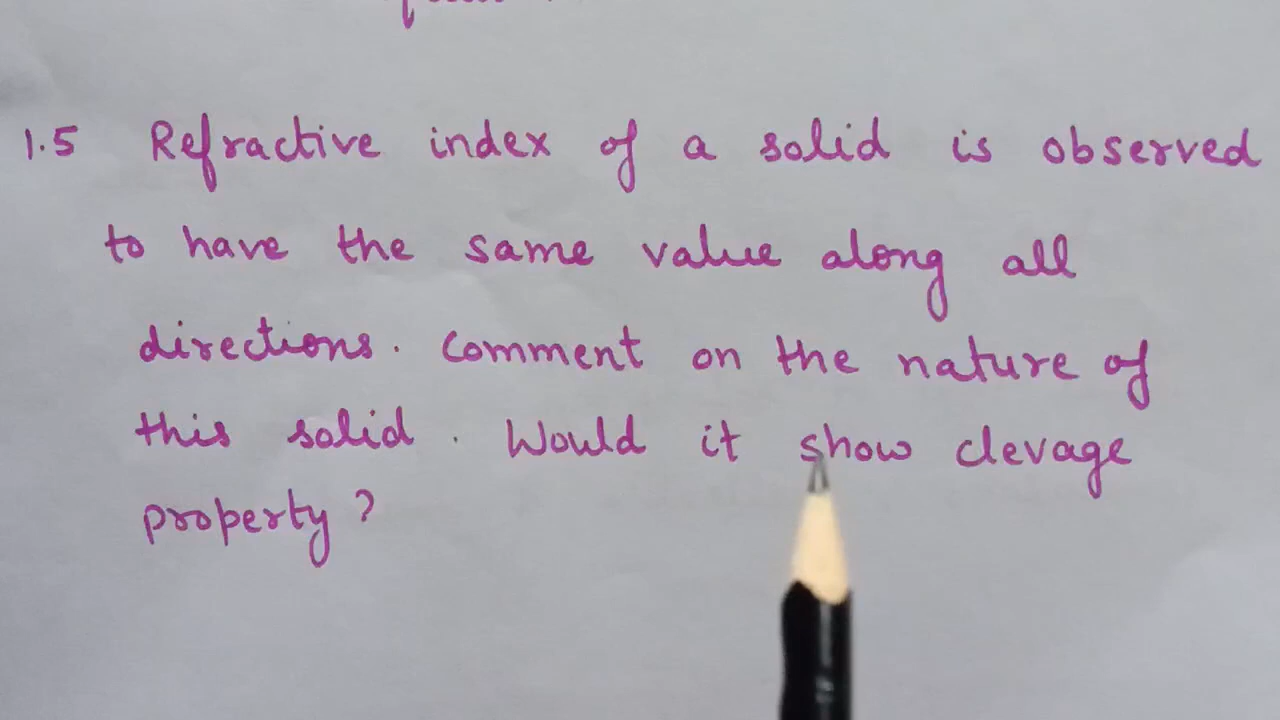 1.5 Refractive index of a solid is observed
to have the same value along all
directions. Comment on the nature of
this solid. Would it show clevage
property?